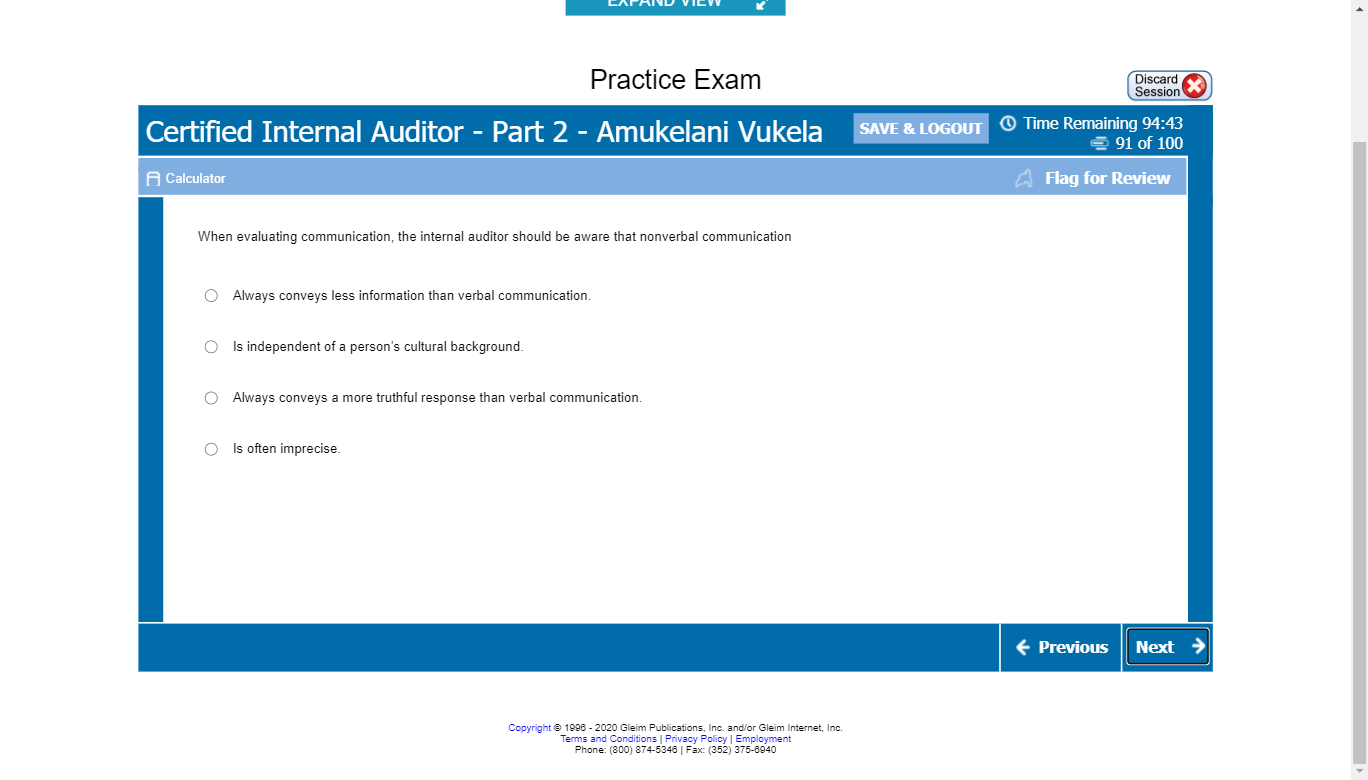 EXPAND VIEW
Practice Exam
Discard
Session
Certified Internal Auditor - Part 2 - Amukelani Vukela
SAVE & LOGOUT
Time Remaining 94:43
91 of 100
Calculator
Flag for Review
When evaluating communication, the internal auditor should be aware that nonverbal communication
Always conveys less information than verbal communication.
Is independent of a person's cultural background.
Always conveys a more truthful response than verbal communication.
Is often imprecise.
Previous
Next
Copyright © 1996 - 2020 Gleim Publications, Inc. and/or Gleim Internet, Inc.
Terms and Conditions | Privacy Policy | Employment
Phone: (800) 874-5346 | Fax: (352) 375-6940